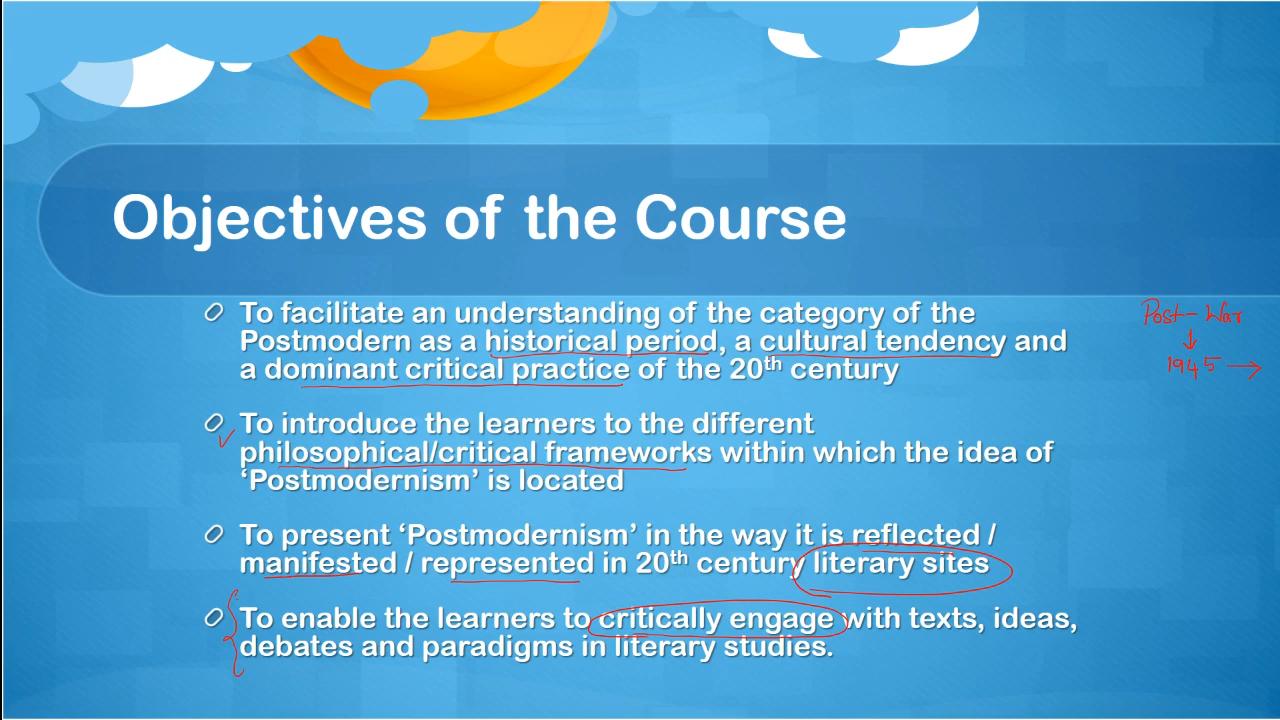 Objectives of the Course
To facilitate an understanding of the category of the
Postmodern as a historical period, a cultural tendency and
a dominant critical practice of the 20th century
To introduce the learners to the different
philosophical/critical frameworks within which the idea of
‘Postmodernism’ is located
To present ‘Postmodernism’ in the way it is reflected /
manifested / represented in 20th century literary sites
To enable the learners to critically engage with texts, ideas,
debates and paradigms in literary studies.
Post-War
↓
1945 →